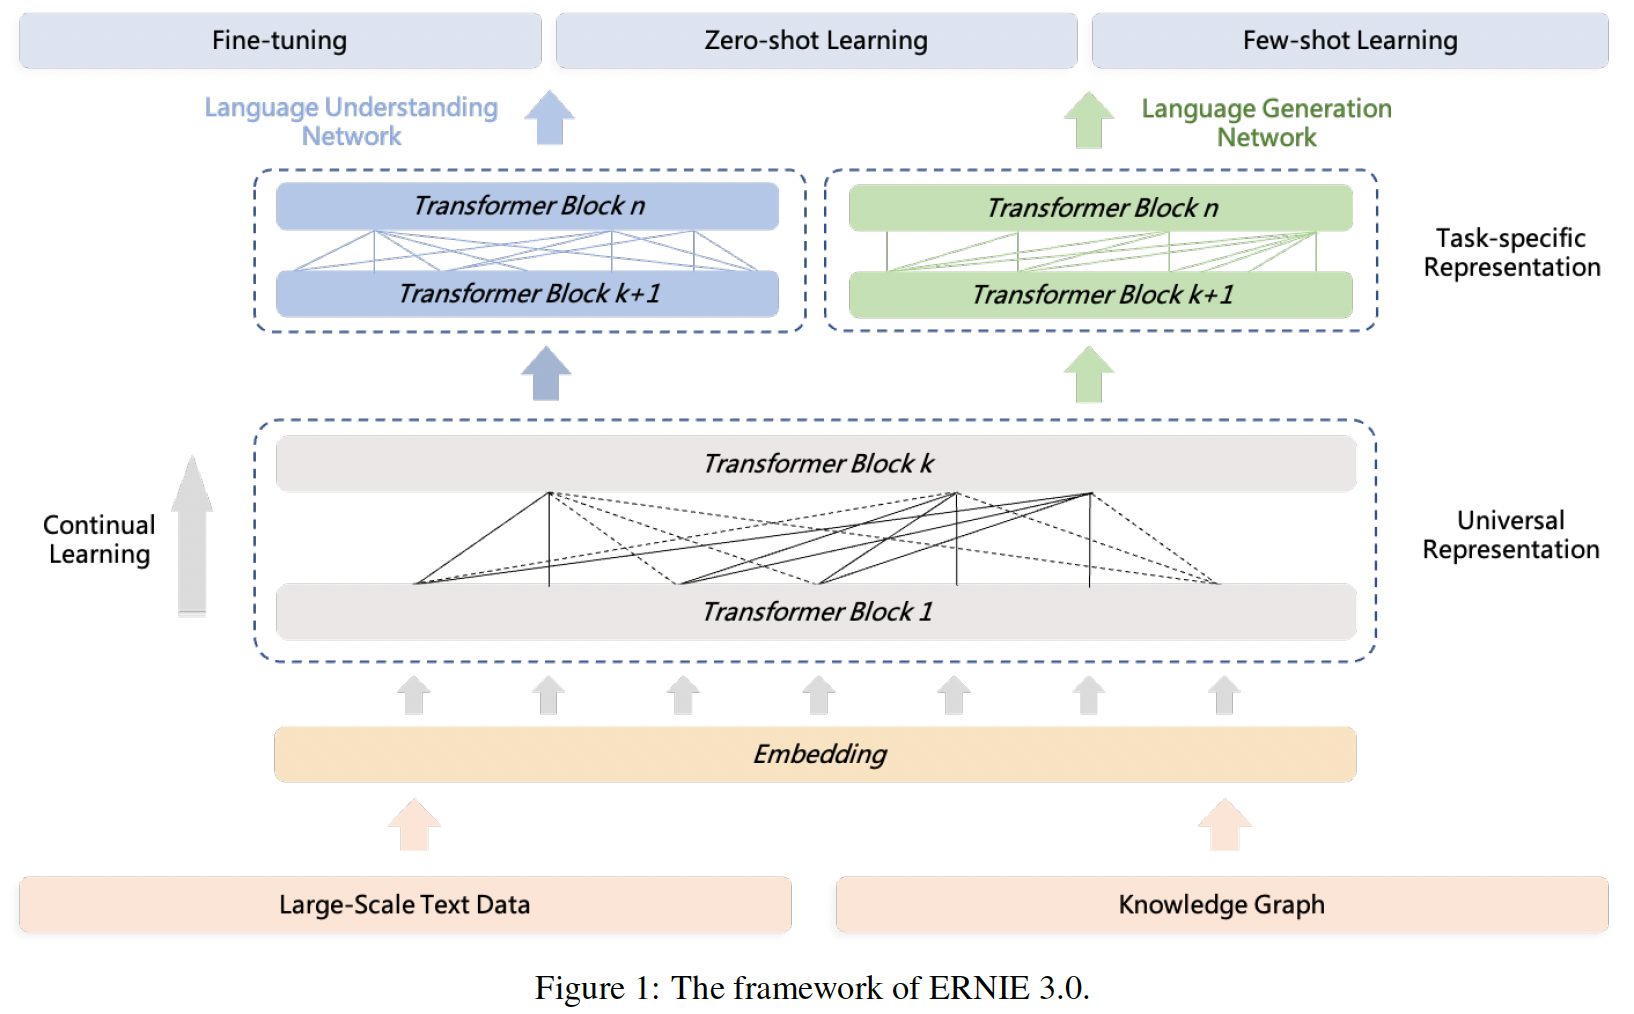 Fine-tuning
Zero-shot Learning
Few-shot Learning
Language Understanding
Network
Language Generation
Network
Transformer Block n
Transformer Block n
Transformer Block k+1
Transformer Block k+1
Task-specific
Representation
Transformer Block k
Continual
Learning
Universal
Representation
Transformer Block 1
Embedding
Large-Scale Text Data
Knowledge Graph
Figure 1: The framework of ERNIE 3.0.